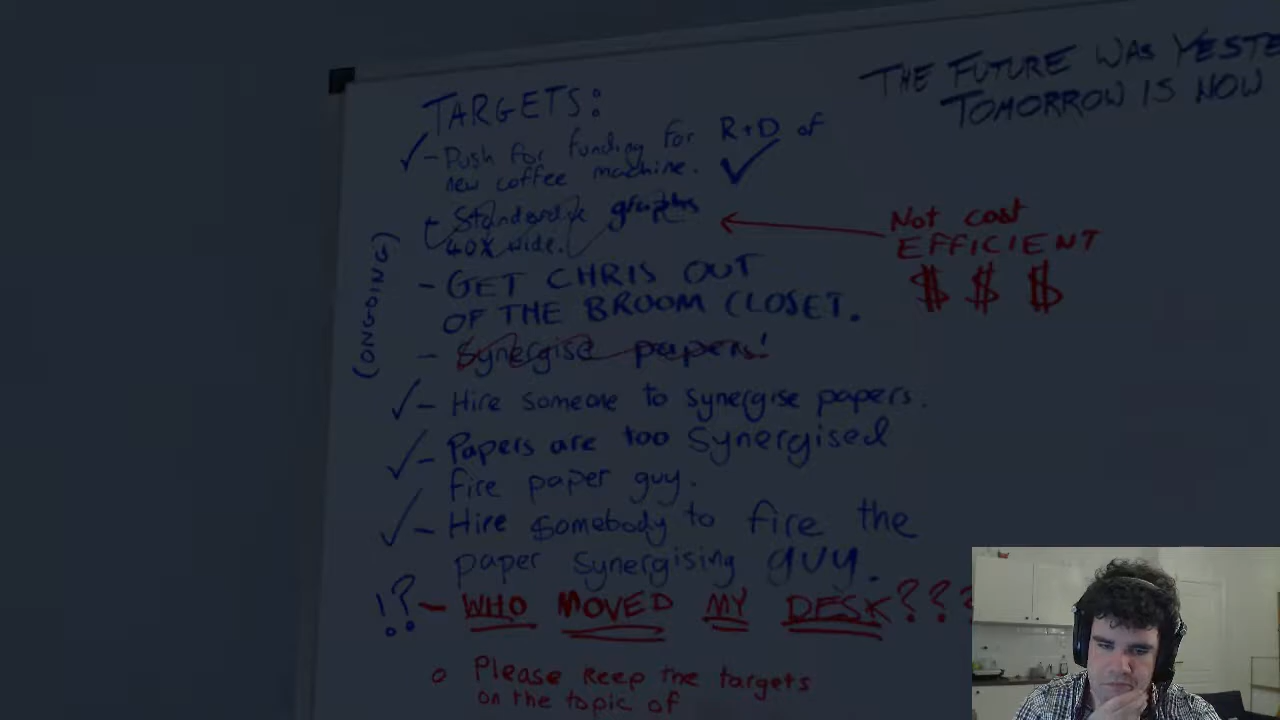 THE FUTURE WAS YESTE
TOMORROW IS NOW
TARGETS:
✓ - Push for funding for R+D of
new coffee machine. ✓
- Standardize graphs
40% wide.
Not cost
EFFICIENT
$ $ $
(ONGOING)
- GET CHRIS OUT
OF THE BROOM CLOSET.
- Synergise papers!
✓ - Hire someone to synergise papers.
✓ - Papers are too synergised
fire paper guy.
✓ - Hire somebody to fire the
paper synergising guy.
!? - WHO MOVED MY DESK???
o Please keep the targets
on the topic of